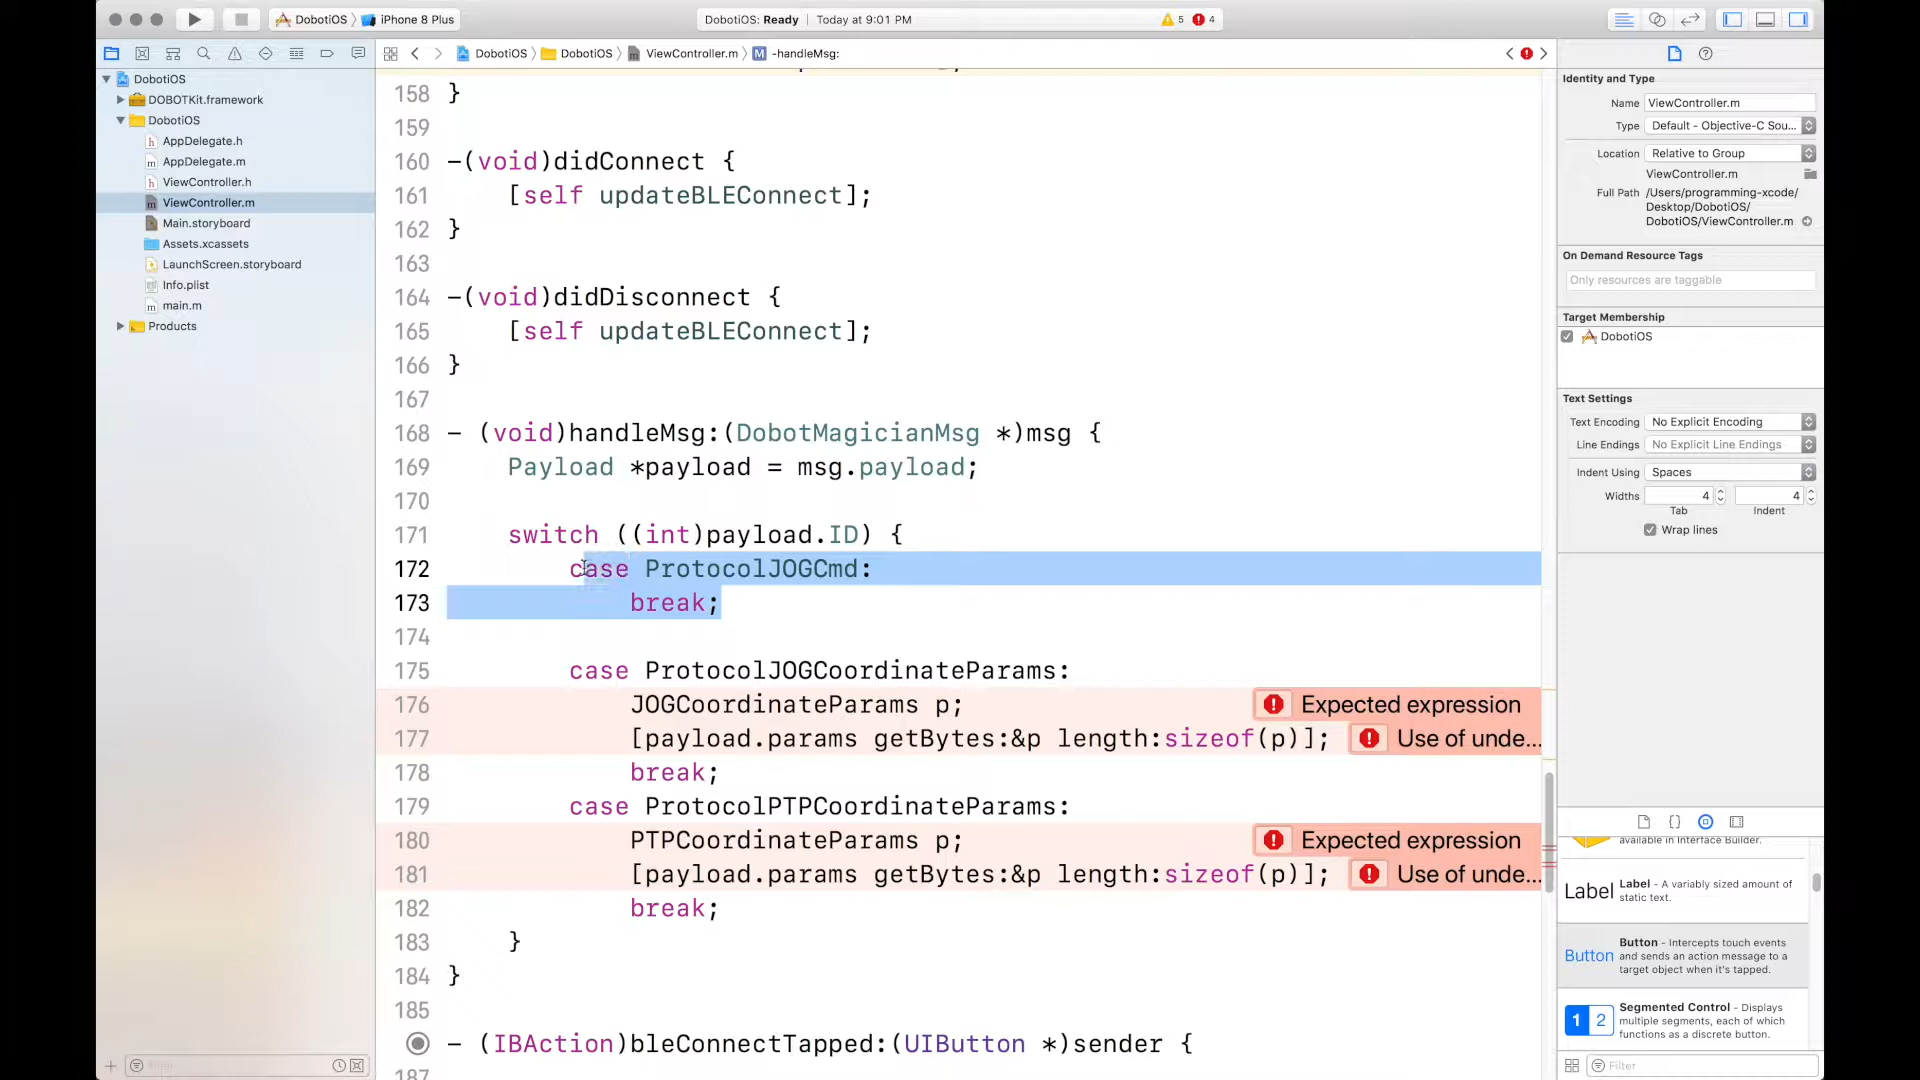 DobotiOS
iPhone 8 Plus
DobotiOS: Ready
Today at 9:01 PM
5
4
DobotiOS
DobotiOS
ViewController.m
M
-handleMsg:
DobotiOS
DOBOTKit.framework
DobotiOS
h AppDelegate.h
m AppDelegate.m
h ViewController.h
m ViewController.m
Main.storyboard
Assets.xcassets
LaunchScreen.storyboard
Info.plist
m main.m
Products
158 }
159
160 -(void)didConnect {
161 [self updateBLEConnect];
162 }
163
164 -(void)didDisconnect {
165 [self updateBLEConnect];
166 }
167
168 - (void)handleMsg:(DobotMagicianMsg *)msg {
169 Payload *payload = msg.payload;
170
171 switch ((int)payload.ID) {
172 case ProtocolJOGCmd:
173 break;
174
175 case ProtocolJOGCoordinateParams:
176 JOGCoordinateParams p; Expected expression
177 [payload.params getBytes:&p length:sizeof(p)]; Use of unde...
178 break;
179 case ProtocolPTPCoordinateParams:
180 PTPCoordinateParams p; Expected expression
181 [payload.params getBytes:&p length:sizeof(p)]; Use of unde...
182 break;
183 }
184 }
185
- (IBAction)bleConnectTapped:(UIButton *)sender {
187
Identity and Type
Name ViewController.m
Type Default - Objective-C Sou...
Location Relative to Group
ViewController.m
Full Path /Users/programming-xcode/
Desktop/DobotiOS/
DobotiOS/ViewController.m
On Demand Resource Tags
Only resources are taggable
Target Membership
DobotiOS
Text Settings
Text Encoding No Explicit Encoding
Line Endings No Explicit Line Endings
Indent Using Spaces
Widths 4 4
Tab Indent
Wrap lines
available in Interface Builder.
Label Label - A variably sized amount of
static text.
Button Button - Intercepts touch events
and sends an action message to a
target object when it's tapped.
1 2 Segmented Control - Displays
multiple segments, each of which
functions as a discrete button.
Filter